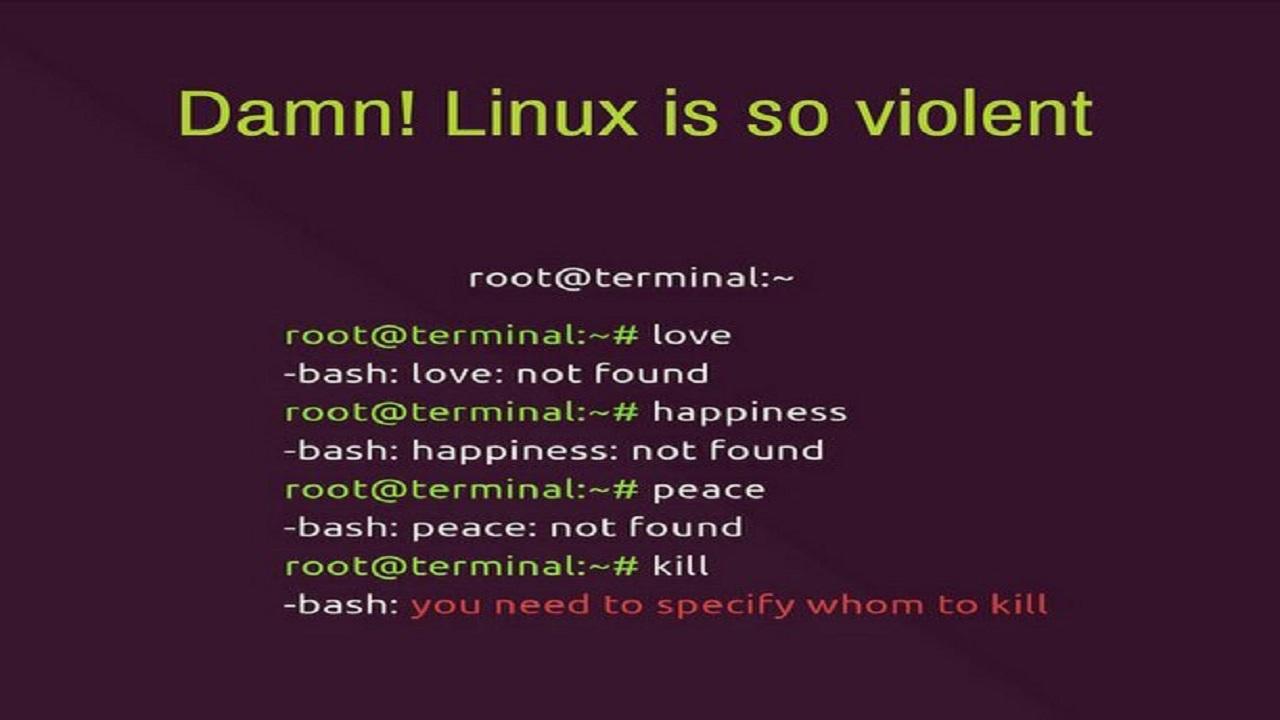 Damn! Linux is so violent
root@terminal:~
root@terminal:~# love
-bash: love: not found
root@terminal:~# happiness
-bash: happiness: not found
root@terminal:~# peace
-bash: peace: not found
root@terminal:~# kill
-bash: you need to specify whom to kill